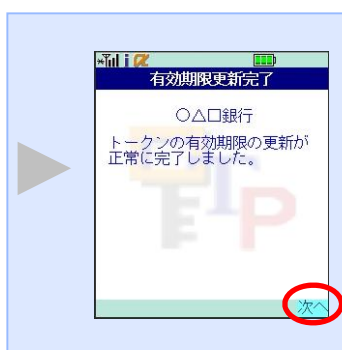 有効期限更新完了
○△□銀行
トークンの有効期限の更新が
正常に完了しました。
OTP
次へ